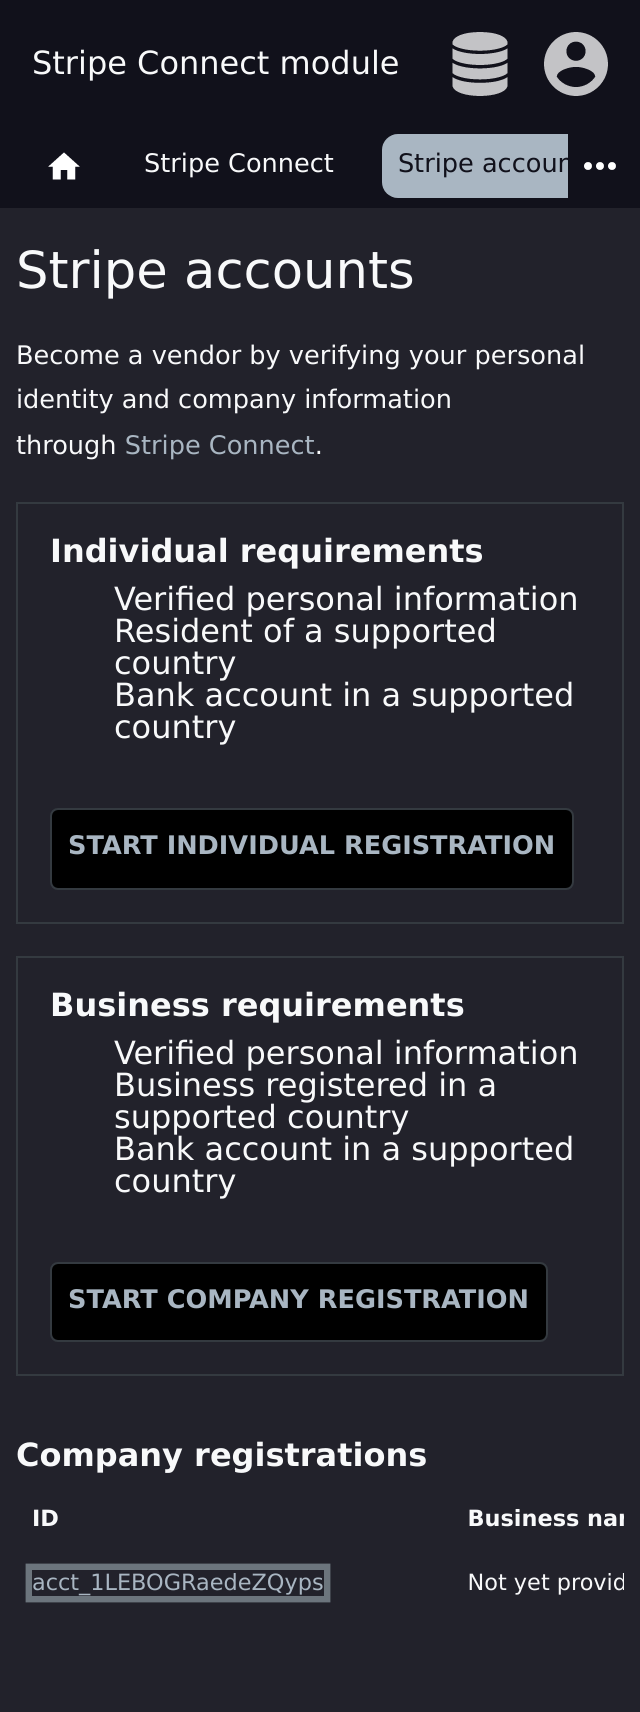 Stripe Connect module
Stripe Connect
Stripe accoun
Stripe accounts
Become a vendor by verifying your personal
identity and company information
through Stripe Connect.
Individual requirements
Verified personal information
Resident of a supported
country
Bank account in a supported
country
START INDIVIDUAL REGISTRATION
Business requirements
Verified personal information
Business registered in a
supported country
Bank account in a supported
country
START COMPANY REGISTRATION
Company registrations
ID Business nar
acct_1LEBOGRaedeZQyps Not yet provid